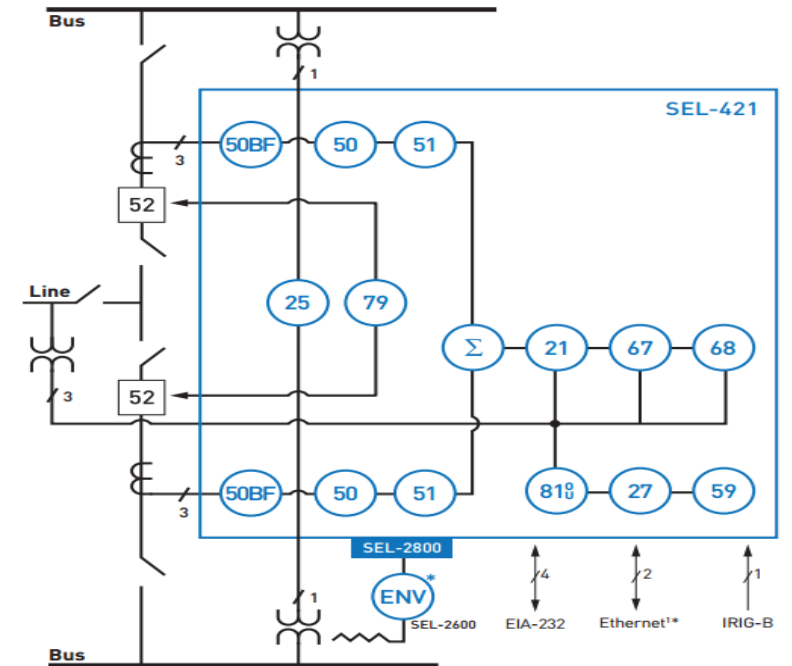 Bus
1
SEL-421
50BF
50
51
3
52
Line
25
79
Σ
21
67
68
3
52
50BF
50
51
81OU
27
59
3
SEL-2800
1
ENV*
SEL-2600
4
2
1
EIA-232
Ethernet¹*
IRIG-B
Bus